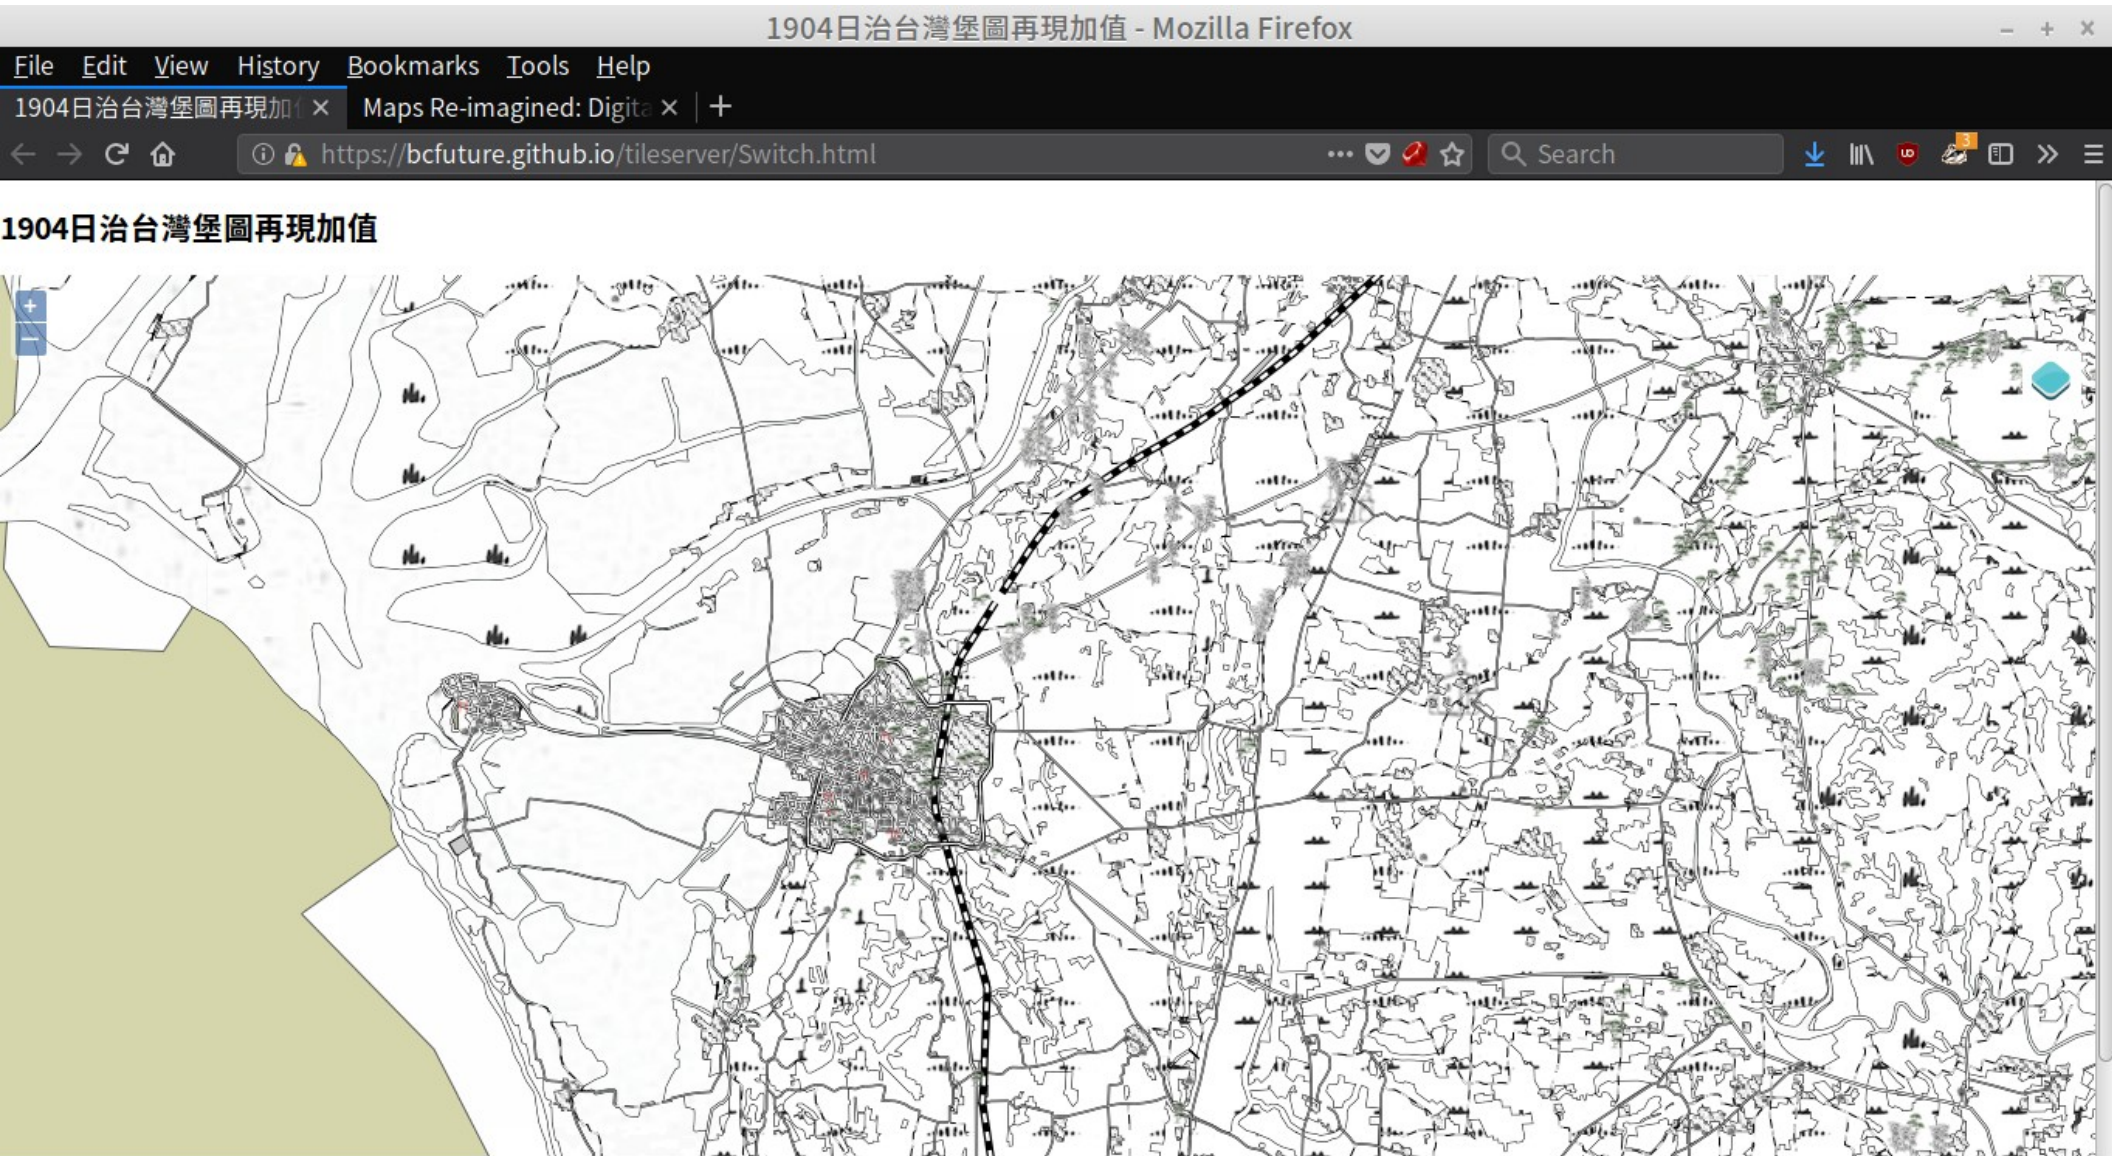 1904日治台灣堡圖再現加值 - Mozilla Firefox
File Edit View History Bookmarks Tools Help
1904日治台灣堡圖再現加
Maps Re-imagined: Digita
https://bcfuture.github.io/tileserver/Switch.html
Search
3
1904日治台灣堡圖再現加值